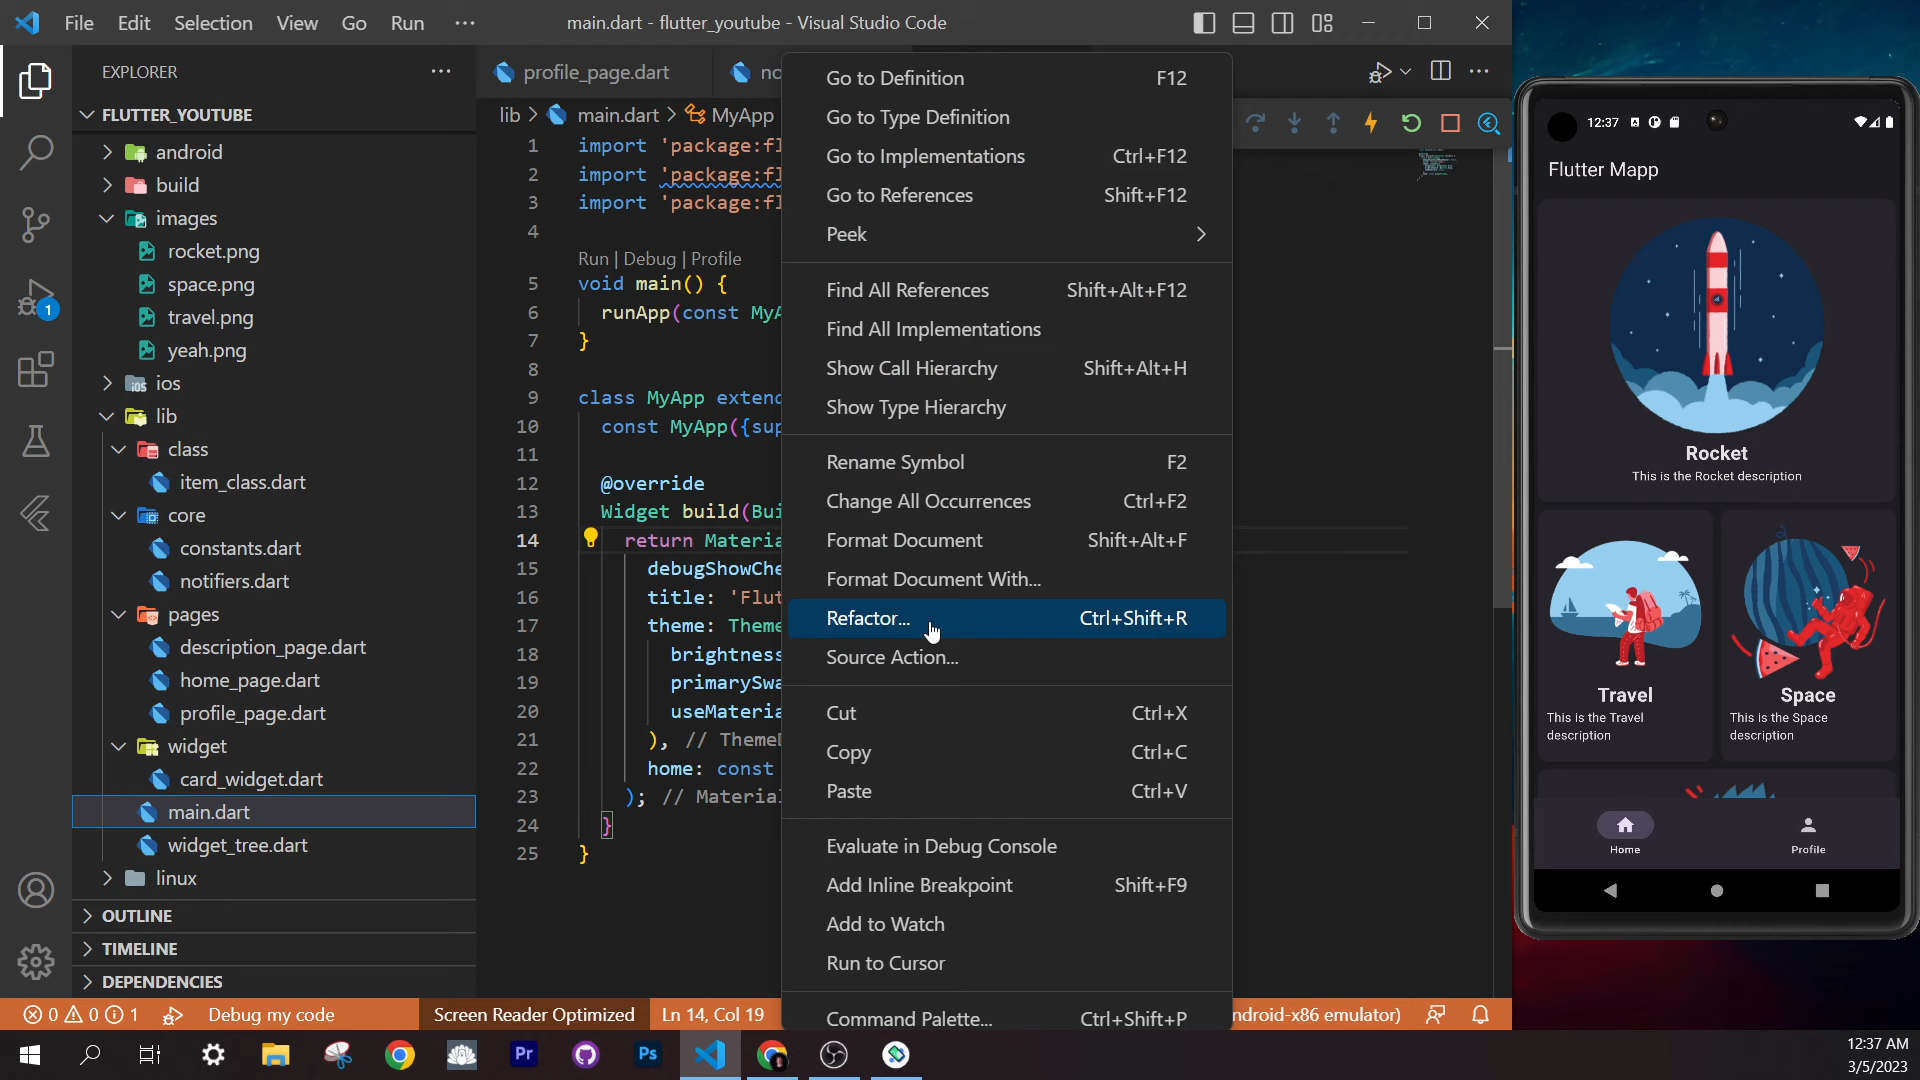 File Edit Selection View Go Run ···
main.dart - flutter_youtube - Visual Studio Code
EXPLORER
FLUTTER_YOUTUBE
android
build
images
rocket.png
space.png
travel.png
yeah.png
ios
lib
class
item_class.dart
core
constants.dart
notifiers.dart
pages
description_page.dart
home_page.dart
profile_page.dart
widget
card_widget.dart
main.dart
widget_tree.dart
linux
OUTLINE
TIMELINE
DEPENDENCIES
1
profile_page.dart no
lib > main.dart > MyApp
1 import 'package:fl
2 import 'package:fl
3 import 'package:fl
4
Run | Debug | Profile
5 void main() {
6 runApp(const MyA
7 }
8
9 class MyApp extend
10 const MyApp({sup
11
12 @override
13 Widget build(Bui
14 return Materia
15 debugShowChe
16 title: 'Flut
17 theme: Theme
18 brightness
19 primarySwa
20 useMateria
21 ), // ThemeD
22 home: const
23 ); // Material
24 }
25 }
Go to Definition F12
Go to Type Definition
Go to Implementations Ctrl+F12
Go to References Shift+F12
Peek
Find All References Shift+Alt+F12
Find All Implementations
Show Call Hierarchy Shift+Alt+H
Show Type Hierarchy
Rename Symbol F2
Change All Occurrences Ctrl+F2
Format Document Shift+Alt+F
Format Document With...
Refactor... Ctrl+Shift+R
Source Action...
Cut Ctrl+X
Copy Ctrl+C
Paste Ctrl+V
Evaluate in Debug Console
Add Inline Breakpoint Shift+F9
Add to Watch
Run to Cursor
Command Palette... Ctrl+Shift+P
0 0 1 Debug my code Screen Reader Optimized Ln 14, Col 19 ndroid-x86 emulator)
12:37
Flutter Mapp
Rocket
This is the Rocket description
Travel
This is the Travel
description
Space
This is the Space
description
Home
Profile
Pr
Ps
12:37 AM
3/5/2023